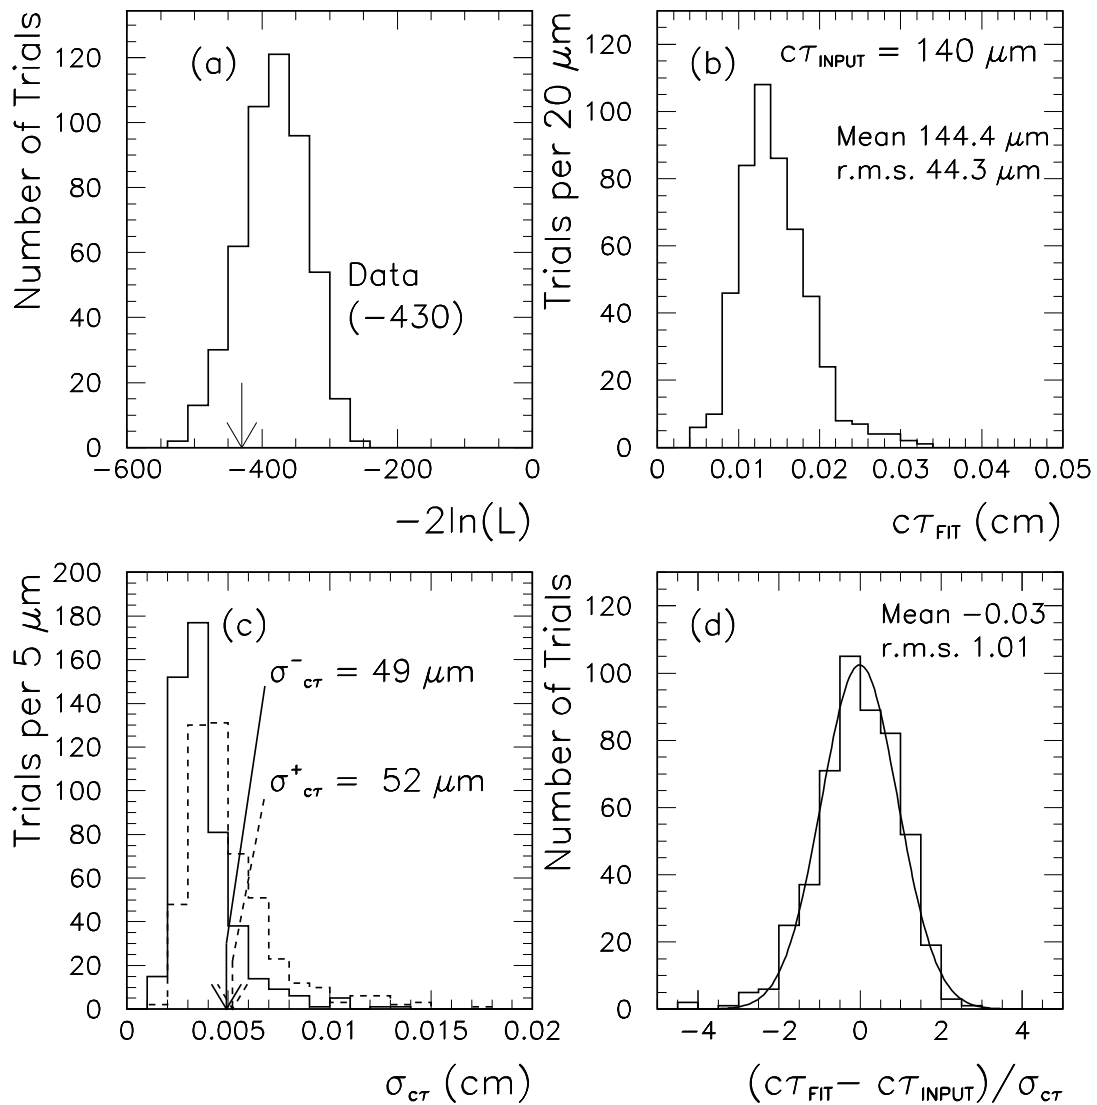 Number of Trials
120
100
80
60
40
20
0
(a)
Data
(−430)
−600 −400 −200 0
−2ln(L)
Trials per 20 μm
120
100
80
60
40
20
0
(b)
cτINPUT = 140 μm
Mean 144.4 μm
r.m.s. 44.3 μm
0 0.01 0.02 0.03 0.04 0.05
cτFIT (cm)
Trials per 5 μm
200
180
160
140
120
100
80
60
40
20
0
(c)
σ−cτ = 49 μm
σ+cτ = 52 μm
0 0.005 0.01 0.015 0.02
σcτ (cm)
Number of Trials
120
100
80
60
40
20
0
(d)
Mean −0.03
r.m.s. 1.01
−4 −2 0 2 4
(cτFIT− cτINPUT)/σcτ